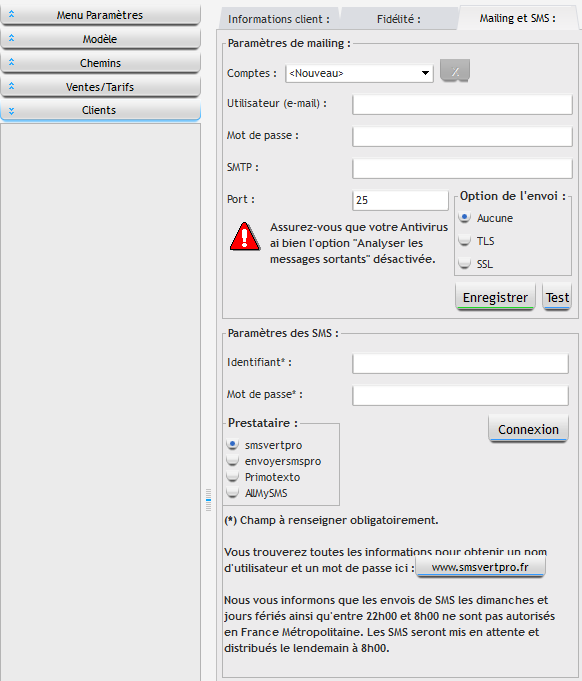 Menu Paramètres
Modèle
Chemins
Ventes/Tarifs
Clients
Informations client :
Fidélité :
Mailing et SMS :
Paramètres de mailing :
Comptes :
<Nouveau>
X
Utilisateur (e-mail) :
Mot de passe :
SMTP :
Port :
25
Option de l'envoi :
Aucune
TLS
SSL
Assurez-vous que votre Antivirus
ai bien l'option "Analyser les
messages sortants" désactivée.
Enregistrer
Test
Paramètres des SMS :
Identifiant* :
Mot de passe* :
Connexion
Prestataire :
smsvertpro
envoyersmspro
Primotexto
AllMySMS
(*) Champ à renseigner obligatoirement.
Vous trouverez toutes les informations pour obtenir un nom
d'utilisateur et un mot de passe ici :
www.smsvertpro.fr
Nous vous informons que les envois de SMS les dimanches et
jours fériés ainsi qu'entre 22h00 et 8h00 ne sont pas autorisés
en France Métropolitaine. Les SMS seront mis en attente et
distribués le lendemain à 8h00.